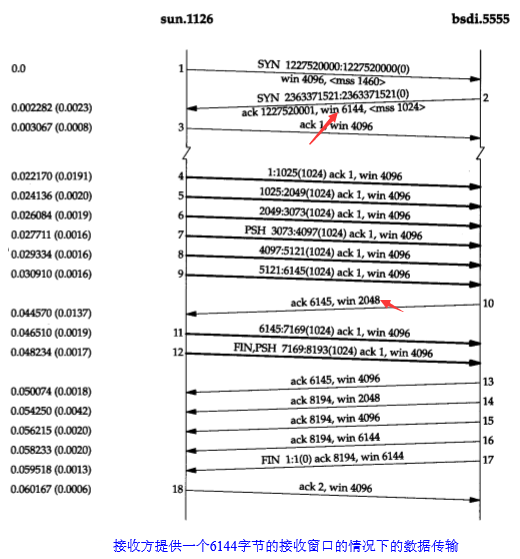 sun.1126 bsdi.5555
0.0 1 SYN 1227520000:1227520000(0)
win 4096, <mss 1460>
SYN 2363371521:2363371521(0) 2
0.002282 (0.0023) ack 1227520001, win 6144, <mss 1024>
0.003067 (0.0008) 3 ack 1, win 4096
0.022170 (0.0191) 4 1:1025(1024) ack 1, win 4096
0.024136 (0.0020) 5 1025:2049(1024) ack 1, win 4096
0.026084 (0.0019) 6 2049:3073(1024) ack 1, win 4096
0.027711 (0.0016) 7 PSH 3073:4097(1024) ack 1, win 4096
0.029334 (0.0016) 8 4097:5121(1024) ack 1, win 4096
0.030910 (0.0016) 9 5121:6145(1024) ack 1, win 4096
ack 6145, win 2048 10
0.044570 (0.0137)
0.046510 (0.0019) 11 6145:7169(1024) ack 1, win 4096
0.048234 (0.0017) 12 FIN,PSH 7169:8193(1024) ack 1, win 4096
0.050074 (0.0018) ack 6145, win 4096 13
0.054250 (0.0042) ack 8194, win 2048 14
0.056215 (0.0020) ack 8194, win 4096 15
0.058233 (0.0020) ack 8194, win 6144 16
0.059518 (0.0013) FIN 1:1(0) ack 8194, win 6144 17
0.060167 (0.0006) 18 ack 2, win 4096
接收方提供一个6144字节的接收窗口的情况下的数据传输